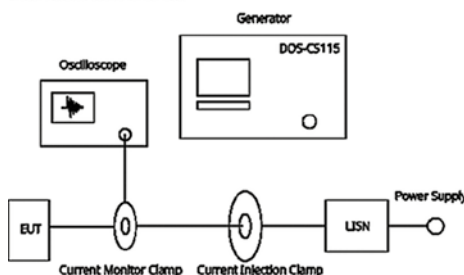 Generator
DOS-CS115
Oscilloscope
Power Supply
EUT
LISN
Current Monitor Clamp
Current Injection Clamp